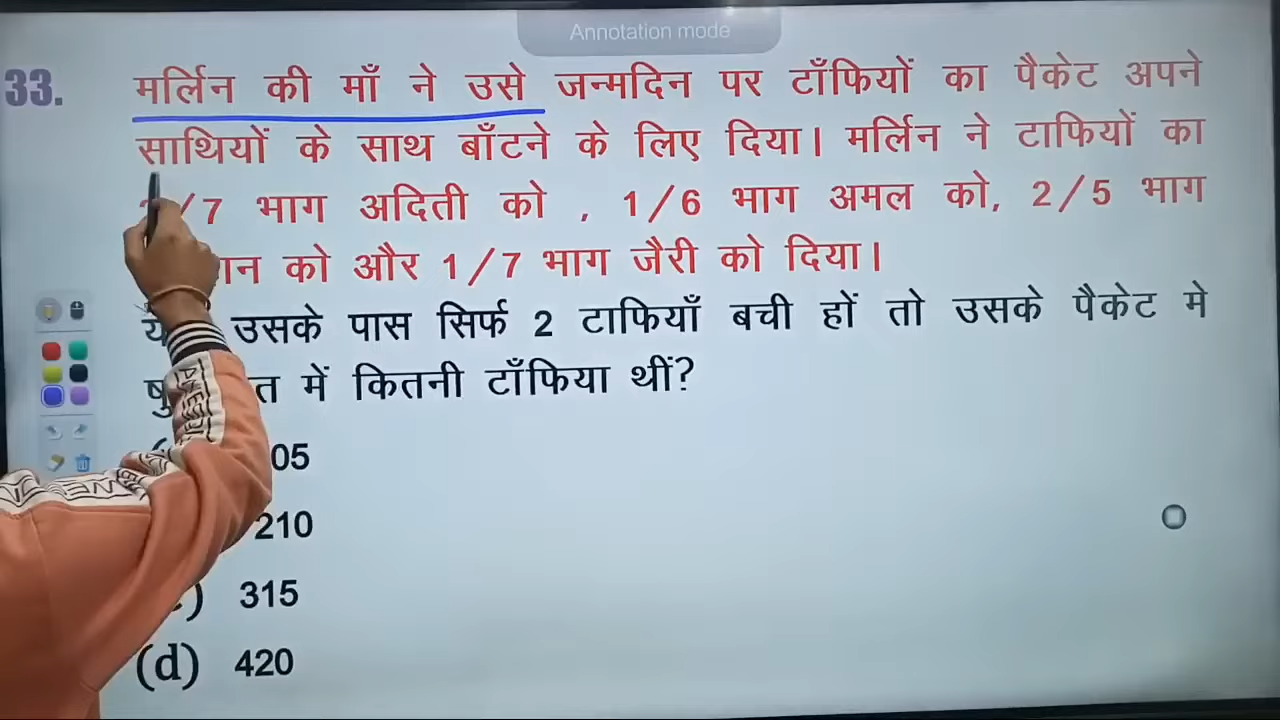 Annotation mode
33. मर्लिन की माँ ने उसे जन्मदिन पर टाँफियों का पैकेट अपने
साथियों के साथ बाँटने के लिए दिया। मर्लिन ने टाफियों का
/7 भाग अदिती को , 1/6 भाग अमल को, 2/5 भाग
को और 1/7 भाग जैरी को दिया।
उसके पास सिर्फ 2 टाफियाँ बची हों तो उसके पैकेट मे
में कितनी टाँफिया थीं?
05
210
315
(d) 420